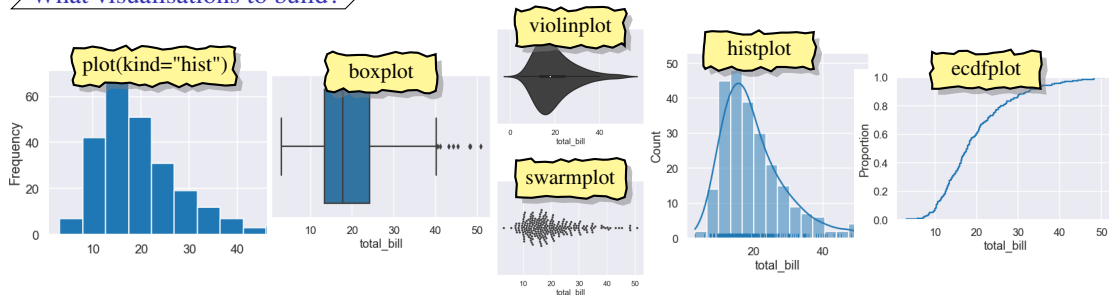 What visualisations to build?
plot(kind="hist")
60
40
20
0
Frequency
10 20 30 40
boxplot
10 20 30 40 50
total_bill
violinplot
0 20 40
total_bill
swarmplot
10 20 30 40 50
total_bill
histplot
50
40
30
20
10
0
Count
20 40
total_bill
ecdfplot
1.0
0.8
0.6
0.4
0.2
0.0
Proportion
20 40
total_bill